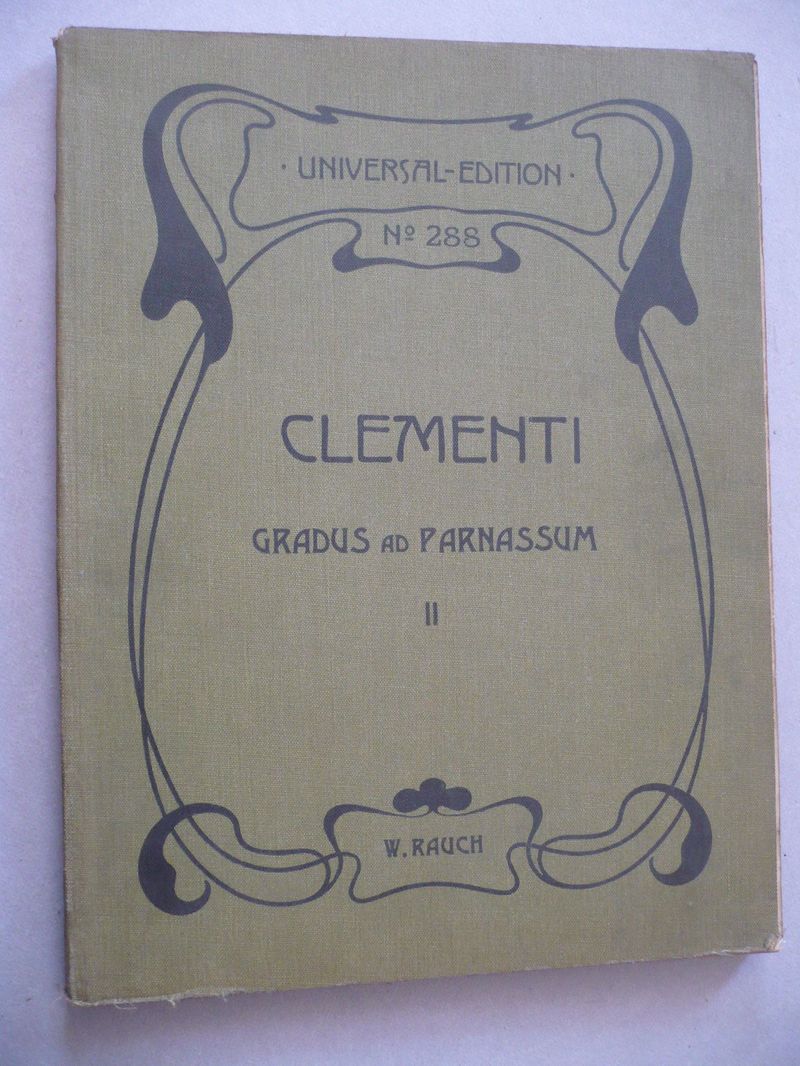 · UNIVERSAL-EDITION ·
Nº 288
CLEMENTI
GRADUS AD PARNASSUM
II
W. RAUCH